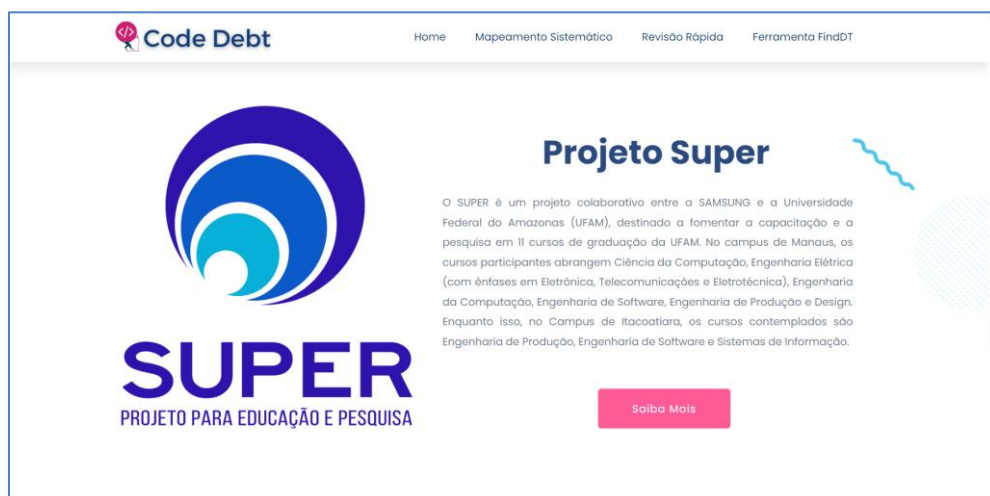 Code Debt
Home Mapeamento Sistemático Revisão Rápida Ferramenta FindDT
Projeto Super
O SUPER é um projeto colaborativo entre a SAMSUNG e a Universidade
Federal do Amazonas (UFAM), destinado a fomentar a capacitação e a
pesquisa em 11 cursos de graduação da UFAM. No campus de Manaus, os
cursos participantes abrangem Ciência da Computação, Engenharia Elétrica
(com ênfases em Eletrônica, Telecomunicações e Eletrotécnica), Engenharia
da Computação, Engenharia de Software, Engenharia de Produção e Design.
Enquanto isso, no Campus de Itacoatiara, os cursos contemplados são
Engenharia de Produção, Engenharia de Software e Sistemas de Informação.
SUPER
PROJETO PARA EDUCAÇÃO E PESQUISA
Saiba Mais